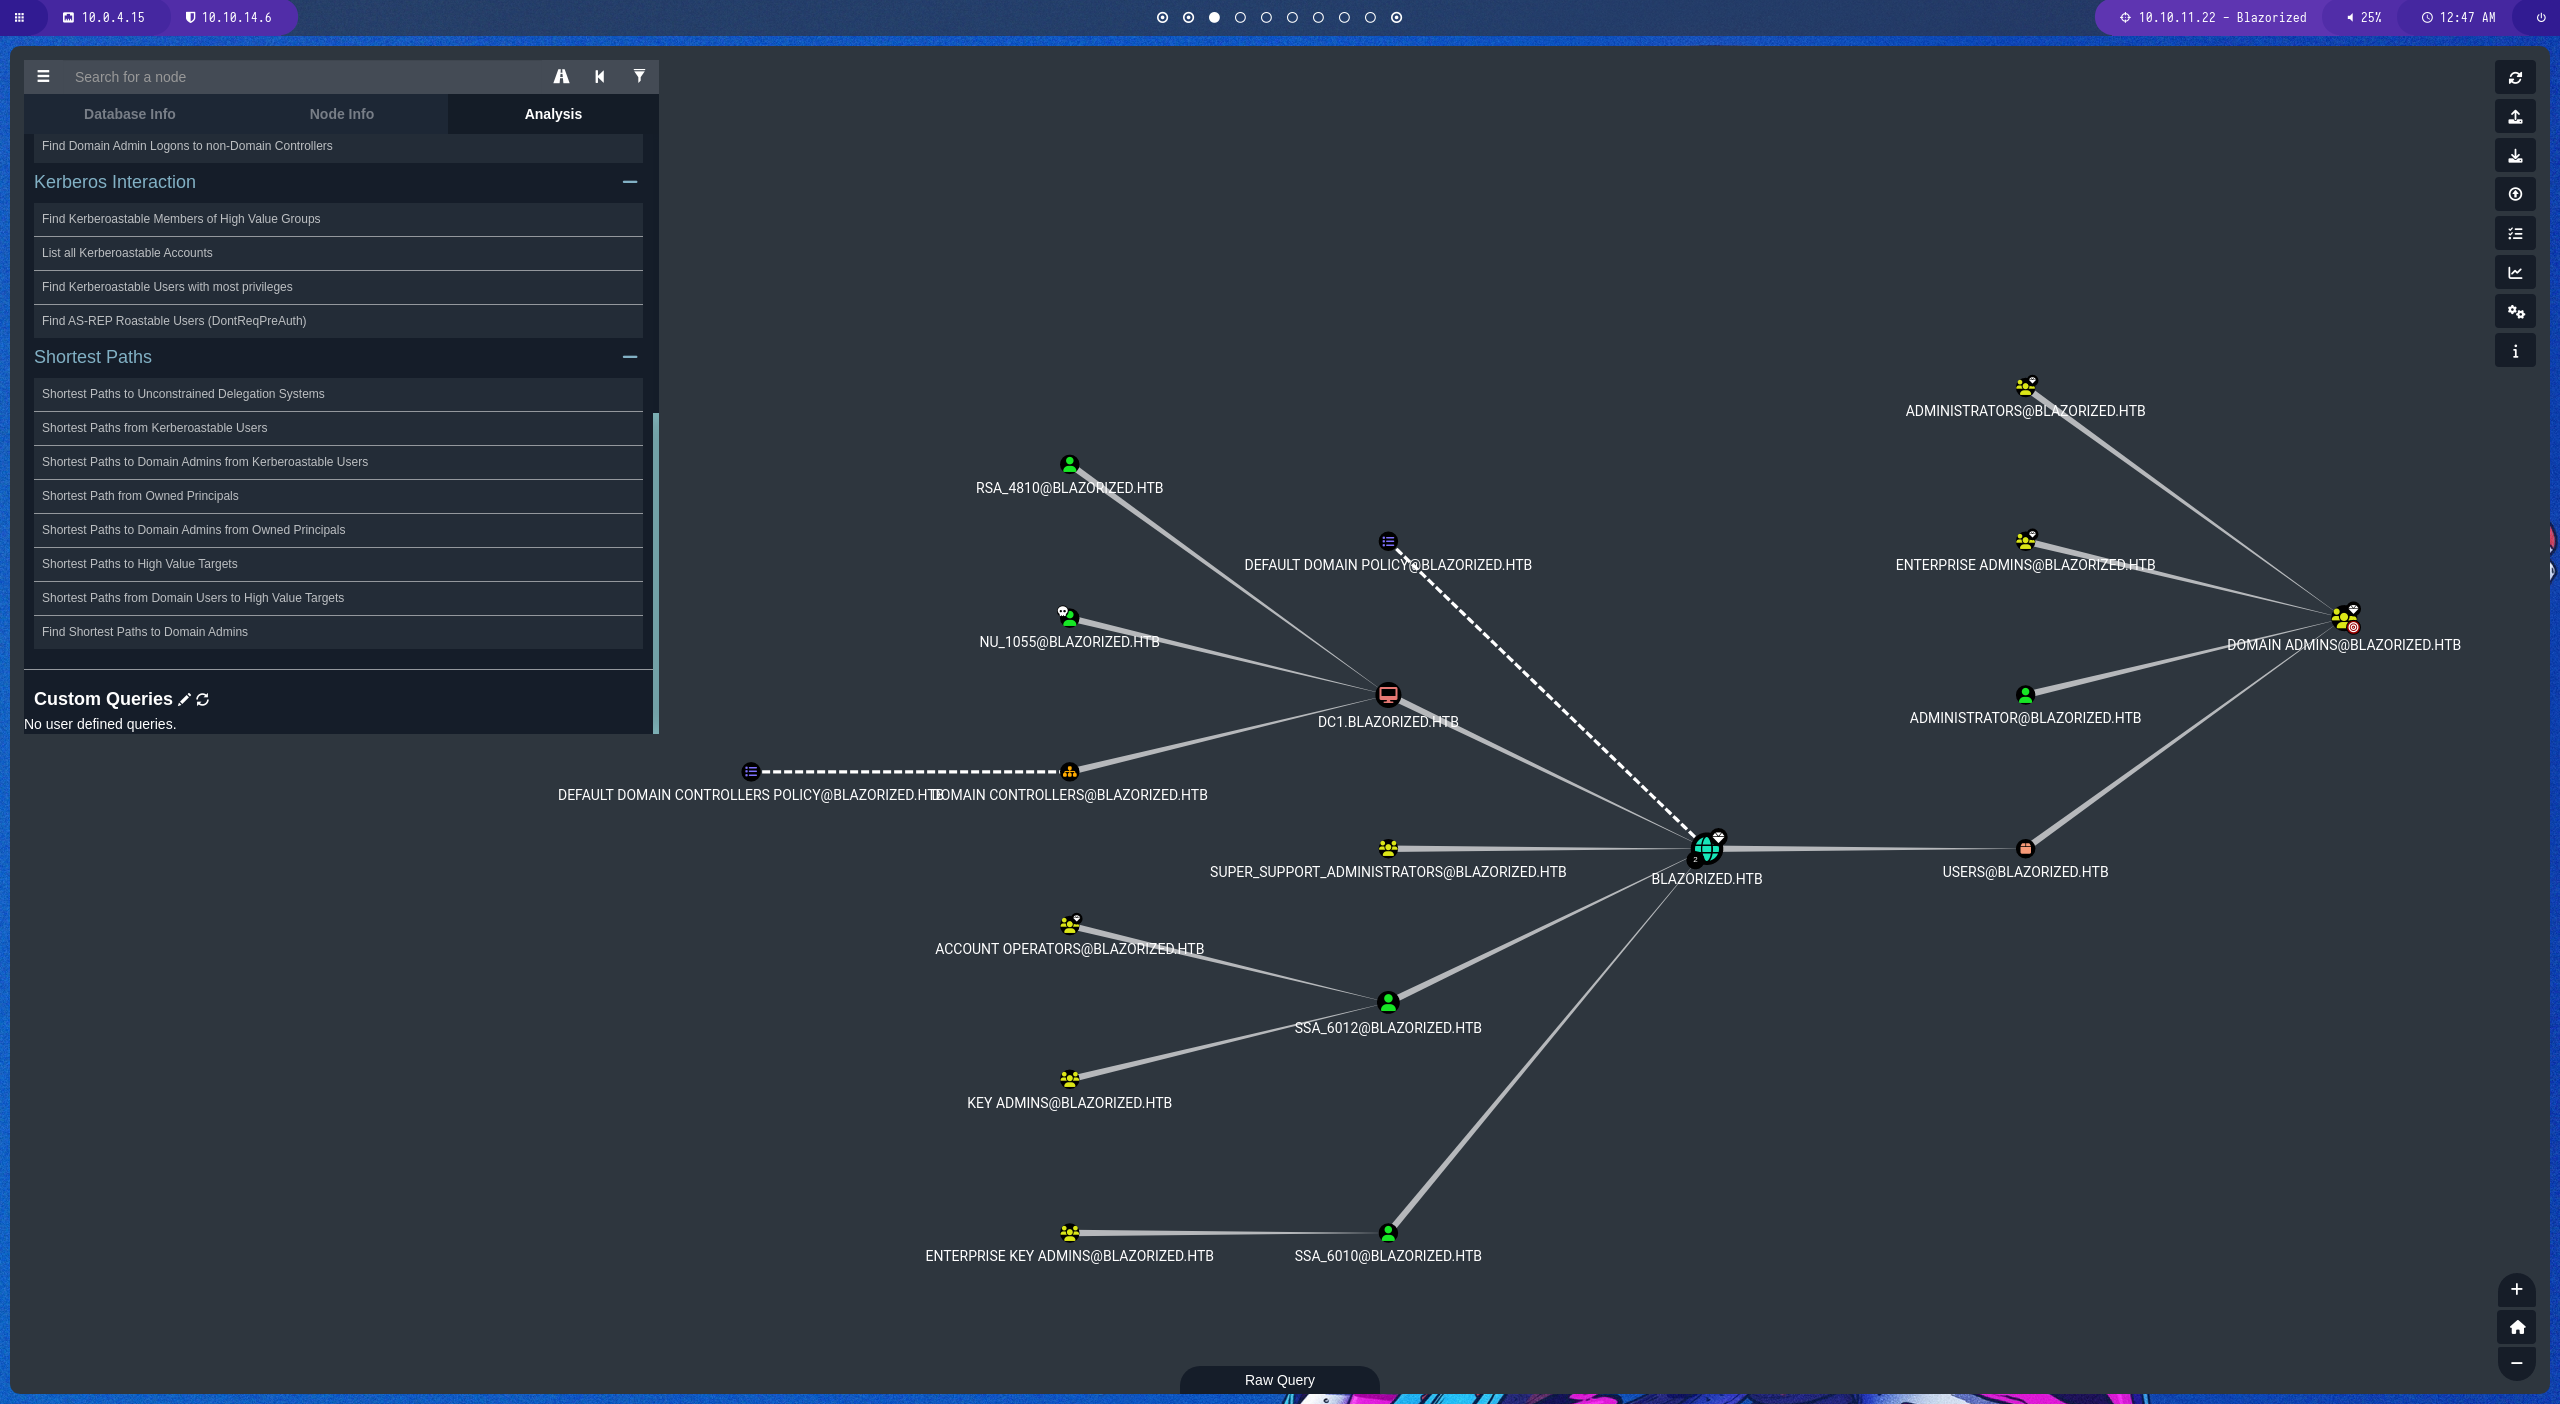 10.0.4.15
10.10.14.6
10.10.11.22 - Blazorized
25%
12:47 AM
Search for a node
Database Info
Node Info
Analysis
Find Domain Admin Logons to non-Domain Controllers
Kerberos Interaction
Find Kerberoastable Members of High Value Groups
List all Kerberoastable Accounts
Find Kerberoastable Users with most privileges
Find AS-REP Roastable Users (DontReqPreAuth)
Shortest Paths
Shortest Paths to Unconstrained Delegation Systems
Shortest Paths from Kerberoastable Users
Shortest Paths to Domain Admins from Kerberoastable Users
Shortest Path from Owned Principals
Shortest Paths to Domain Admins from Owned Principals
Shortest Paths to High Value Targets
Shortest Paths from Domain Users to High Value Targets
Find Shortest Paths to Domain Admins
Custom Queries
No user defined queries.
ADMINISTRATORS@BLAZORIZED.HTB
RSA_4810@BLAZORIZED.HTB
DEFAULT DOMAIN POLICY@BLAZORIZED.HTB
ENTERPRISE ADMINS@BLAZORIZED.HTB
NU_1055@BLAZORIZED.HTB
DOMAIN ADMINS@BLAZORIZED.HTB
DC1.BLAZORIZED.HTB
ADMINISTRATOR@BLAZORIZED.HTB
DEFAULT DOMAIN CONTROLLERS POLICY@BLAZORIZED.HTB
DOMAIN CONTROLLERS@BLAZORIZED.HTB
SUPER_SUPPORT_ADMINISTRATORS@BLAZORIZED.HTB
2
BLAZORIZED.HTB
USERS@BLAZORIZED.HTB
ACCOUNT OPERATORS@BLAZORIZED.HTB
SSA_6012@BLAZORIZED.HTB
KEY ADMINS@BLAZORIZED.HTB
ENTERPRISE KEY ADMINS@BLAZORIZED.HTB
SSA_6010@BLAZORIZED.HTB
Raw Query